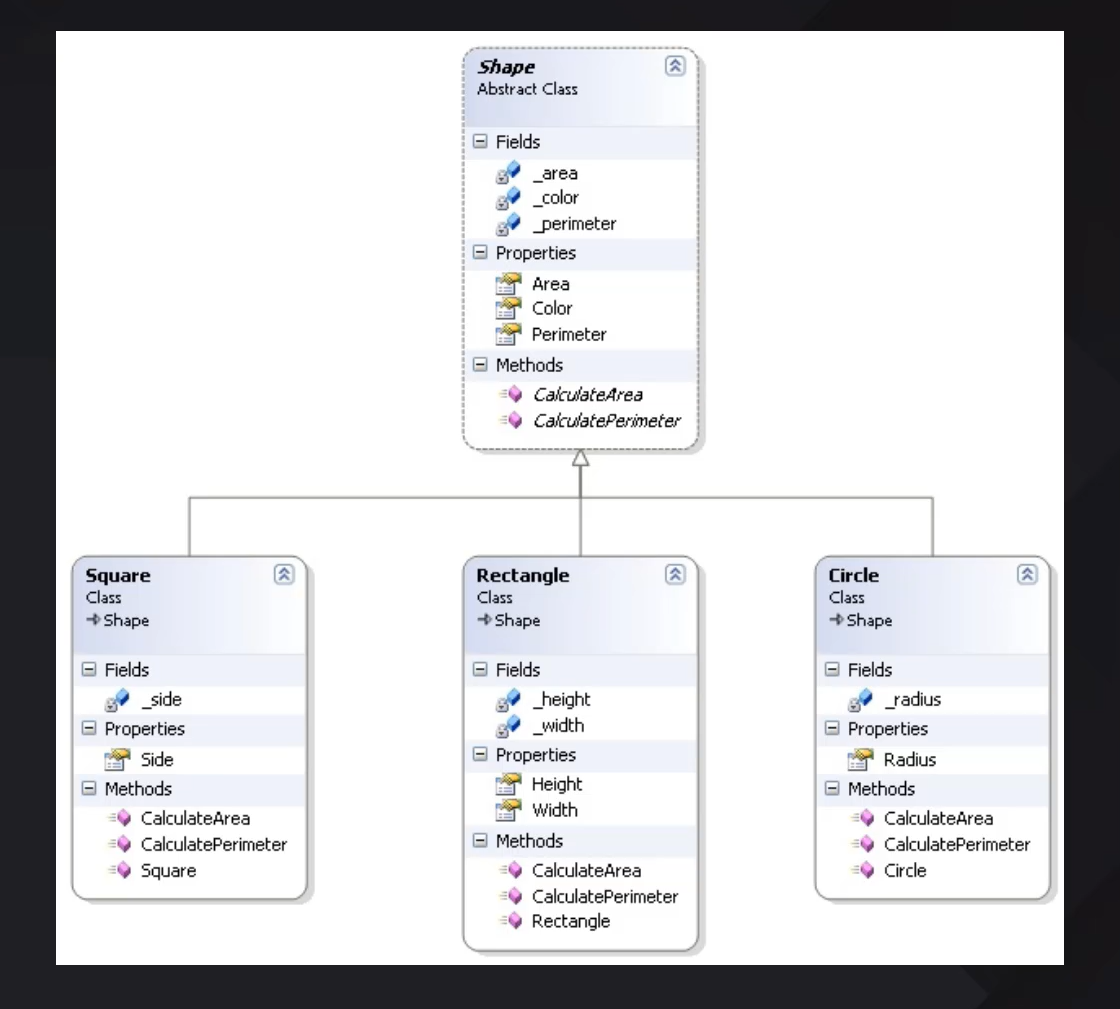 Shape
Abstract Class
Fields
_area
_color
_perimeter
Properties
Area
Color
Perimeter
Methods
CalculateArea
CalculatePerimeter
Square
Class
Shape
Fields
_side
Properties
Side
Methods
CalculateArea
CalculatePerimeter
Square
Rectangle
Class
Shape
Fields
_height
_width
Properties
Height
Width
Methods
CalculateArea
CalculatePerimeter
Rectangle
Circle
Class
Shape
Fields
_radius
Properties
Radius
Methods
CalculateArea
CalculatePerimeter
Circle